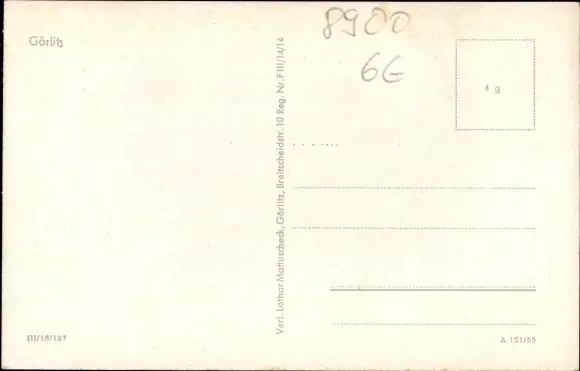 Görlitz
8900
6€
4 g
Verl. Lothar Mattuscheck, Görlitz, Breitscheidstr. 10 Reg. Nr. F III/14/14
III/18/197
A 151/55